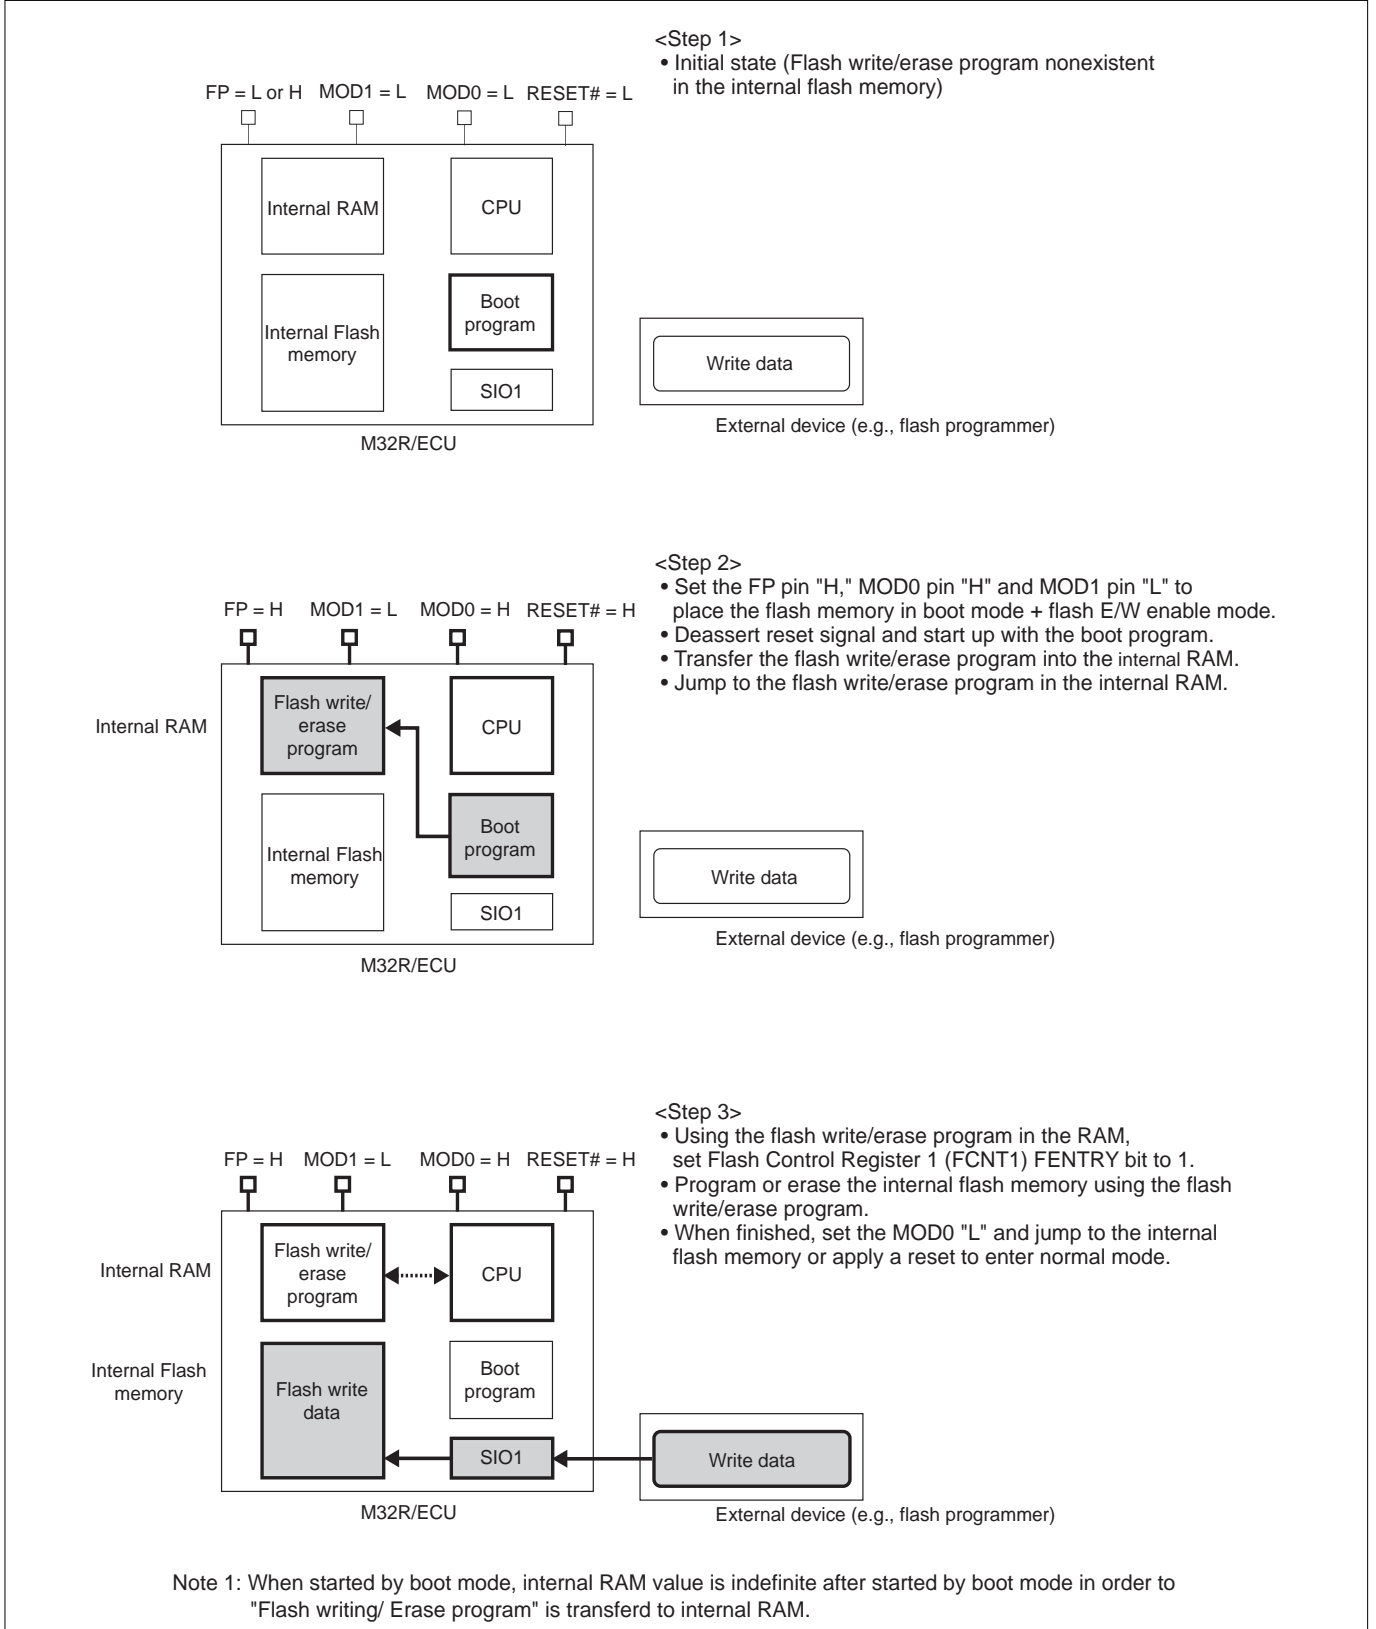 <Step 1>
• Initial state (Flash write/erase program nonexistent
in the internal flash memory)
FP = L or H MOD1 = L MOD0 = L RESET# = L
Internal RAM
CPU
Boot
program
Internal Flash
memory
SIO1
Write data
M32R/ECU
External device (e.g., flash programmer)
<Step 2>
• Set the FP pin "H," MOD0 pin "H" and MOD1 pin "L" to
place the flash memory in boot mode + flash E/W enable mode.
• Deassert reset signal and start up with the boot program.
• Transfer the flash write/erase program into the internal RAM.
• Jump to the flash write/erase program in the internal RAM.
FP = H MOD1 = L MOD0 = H RESET# = H
Internal RAM
Flash write/
erase
program
CPU
Boot
program
Internal Flash
memory
SIO1
Write data
M32R/ECU
External device (e.g., flash programmer)
<Step 3>
• Using the flash write/erase program in the RAM,
set Flash Control Register 1 (FCNT1) FENTRY bit to 1.
• Program or erase the internal flash memory using the flash
write/erase program.
• When finished, set the MOD0 "L" and jump to the internal
flash memory or apply a reset to enter normal mode.
FP = H MOD1 = L MOD0 = H RESET# = H
Internal RAM
Flash write/
erase
program
CPU
Internal Flash
memory
Flash write
data
Boot
program
SIO1
Write data
M32R/ECU
External device (e.g., flash programmer)
Note 1: When started by boot mode, internal RAM value is indefinite after started by boot mode in order to
"Flash writing/ Erase program" is transferd to internal RAM.